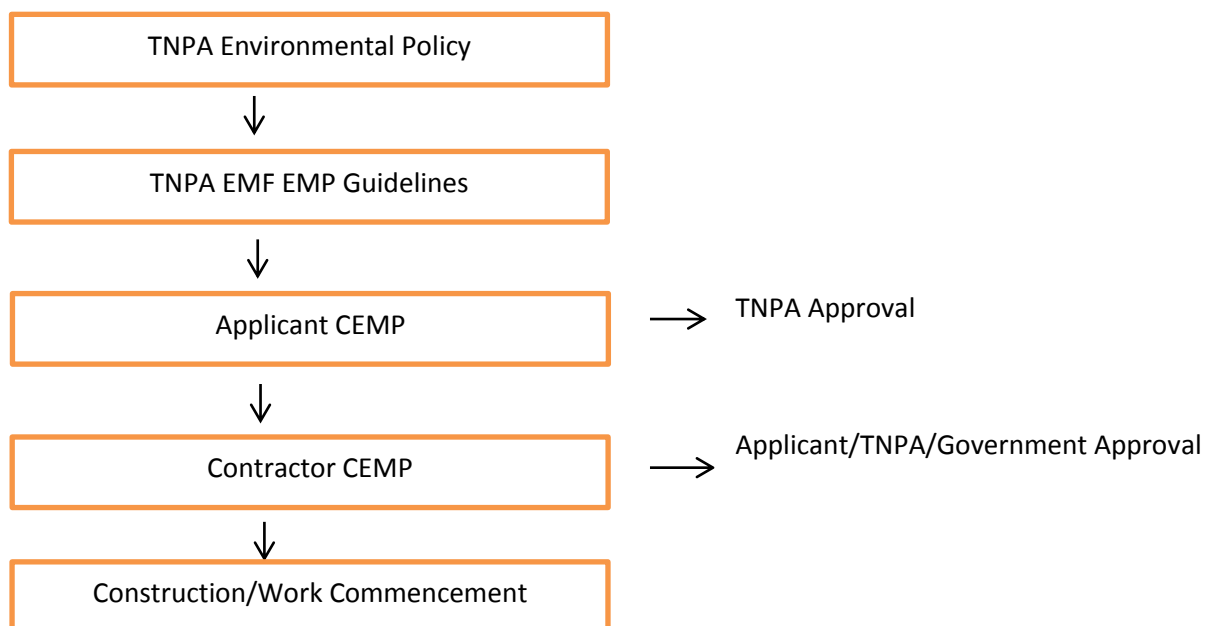 TNPA Environmental Policy
TNPA EMF EMP Guidelines
Applicant CEMP
TNPA Approval
Contractor CEMP
Applicant/TNPA/Government Approval
Construction/Work Commencement